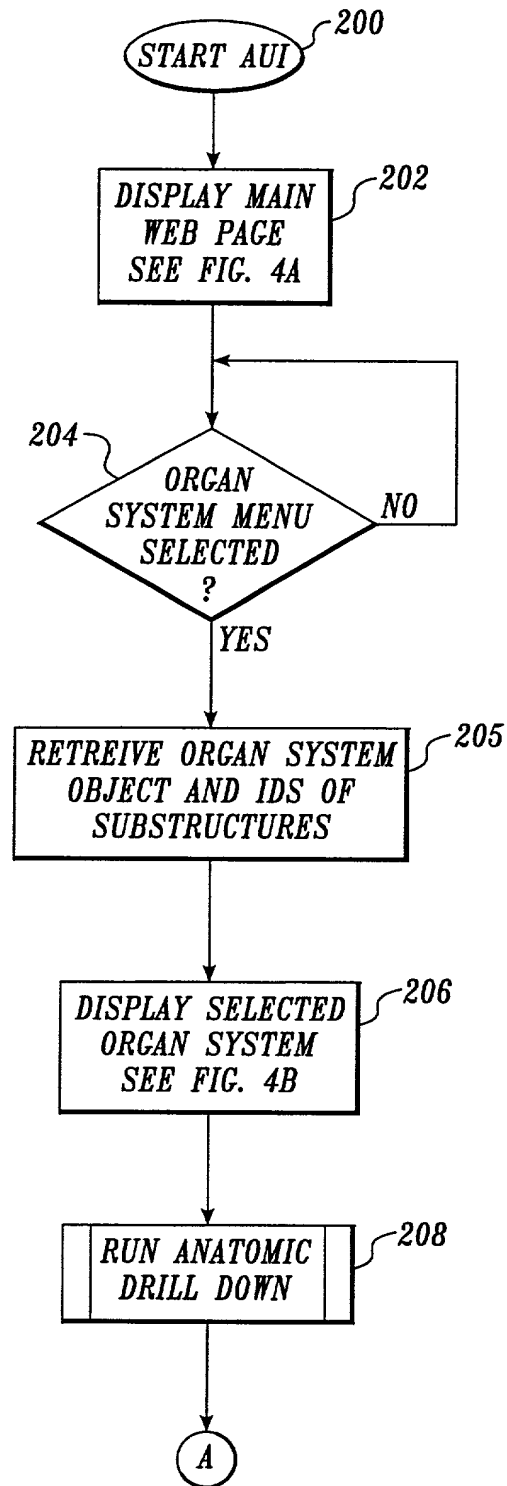 START AUI
200
DISPLAY MAIN
WEB PAGE
SEE FIG. 4A
202
204
ORGAN
SYSTEM MENU
SELECTED
?
NO
YES
RETREIVE ORGAN SYSTEM
OBJECT AND IDS OF
SUBSTRUCTURES
205
DISPLAY SELECTED
ORGAN SYSTEM
SEE FIG. 4B
206
RUN ANATOMIC
DRILL DOWN
208
A